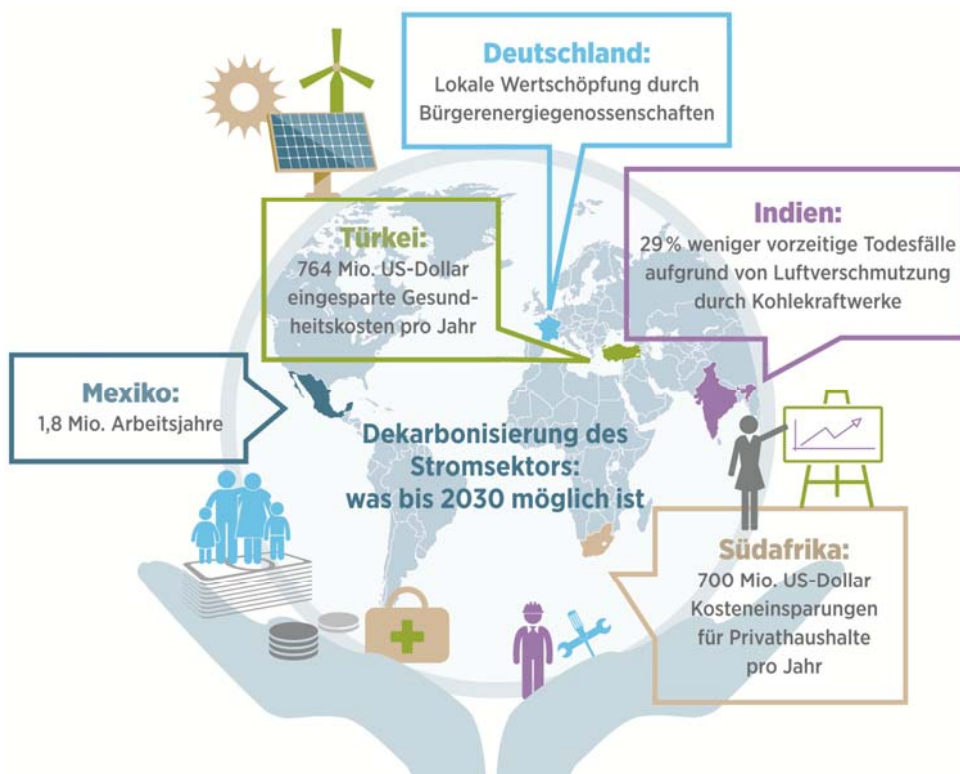 Deutschland:
Lokale Wertschöpfung durch
Bürgerenergiegenossenschaften
Türkei:
764 Mio. US-Dollar
eingesparte Gesund-
heitskosten pro Jahr
Indien:
29 % weniger vorzeitige Todesfälle
aufgrund von Luftverschmutzung
durch Kohlekraftwerke
Mexiko:
1,8 Mio. Arbeitsjahre
Dekarbonisierung des
Stromsektors:
was bis 2030 möglich ist
Südafrika:
700 Mio. US-Dollar
Kosteneinsparungen
für Privathaushalte
pro Jahr